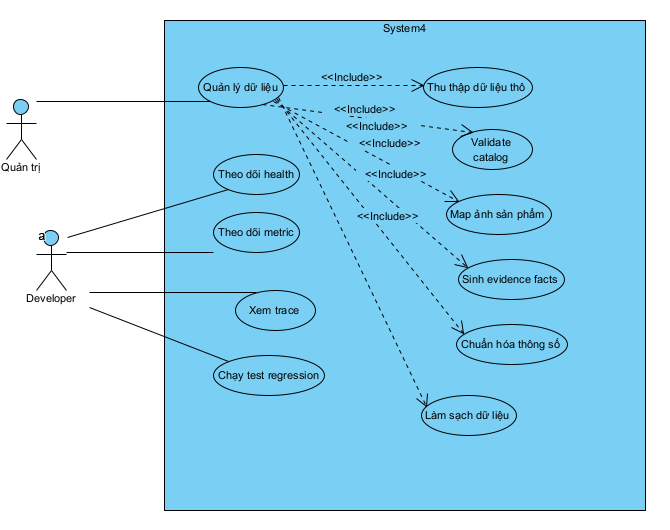 System4
Quản lý dữ liệu
<<Include>>
Thu thập dữ liệu thô
<<Include>>
<<Include>>
Validate
catalog
<<Include>>
Quản trị
Theo dõi health
<<Include>>
<<Include>>
Map ảnh sản phẩm
Theo dõi metric
a
Developer
Sinh evidence facts
Xem trace
Chuẩn hóa thông số
Chạy test regression
Làm sạch dữ liệu